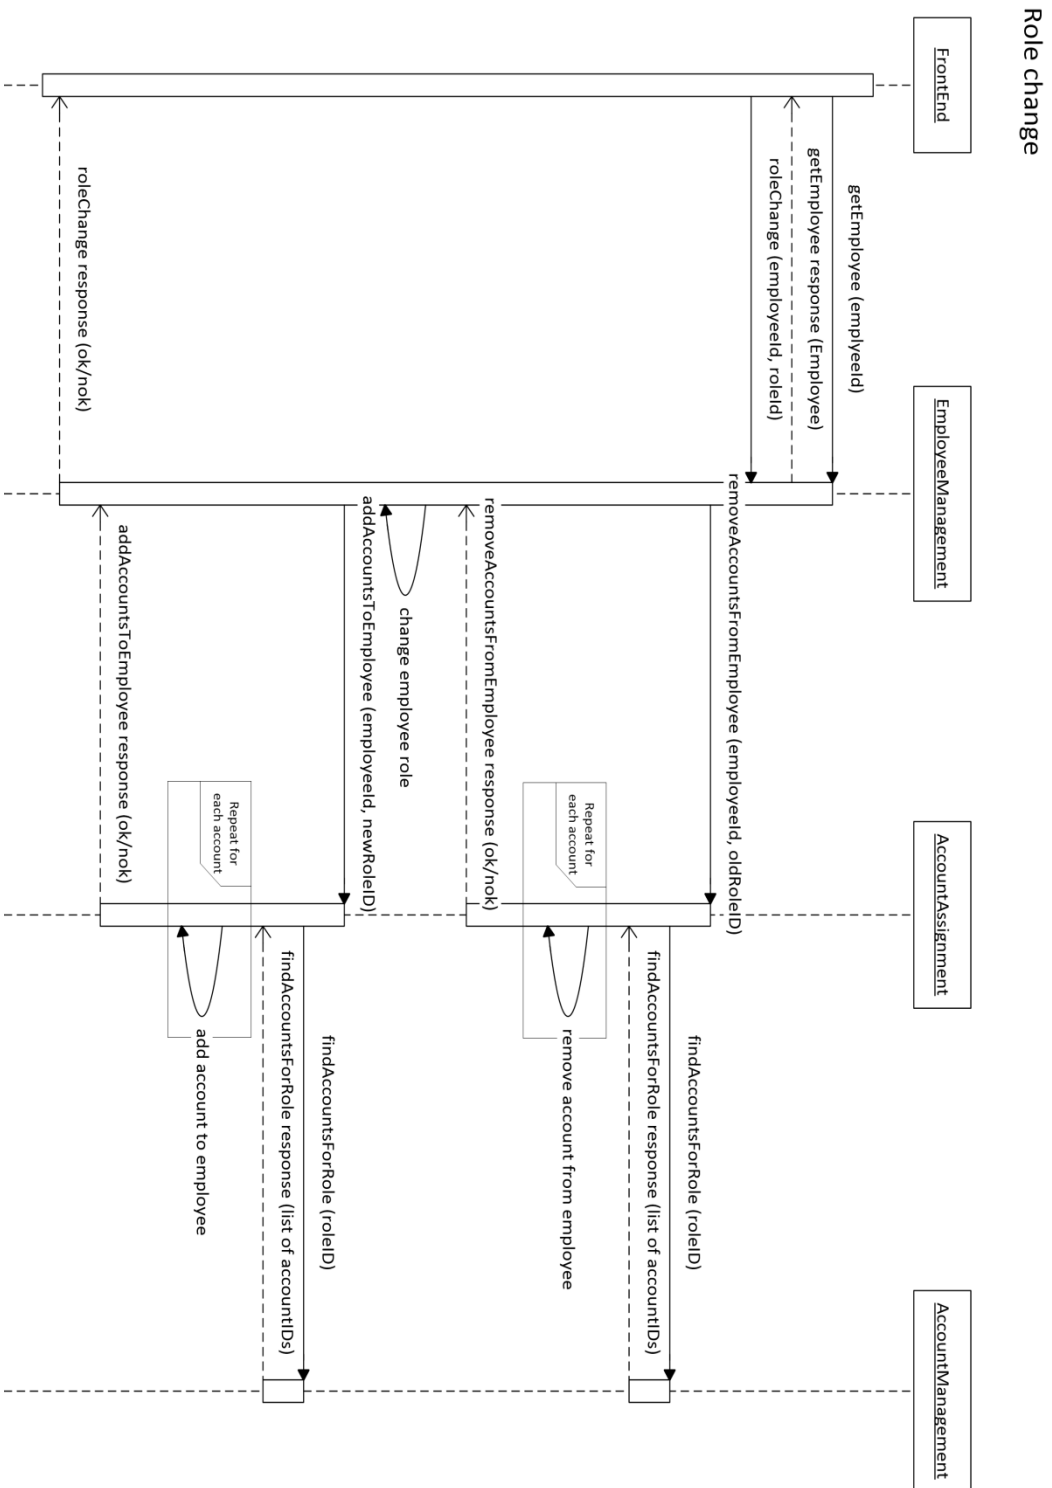 Role change
FrontEnd
EmployeeManagement
AccountAssignment
AccountManagement
getEmployee (emplyeeId)
getEmployee response (Employee)
roleChange (employeeId, roleId)
removeAccountsFromEmployee (employeeId, oldRoleID)
findAccountsForRole (roleID)
findAccountsForRole response (list of accountIDs)
Repeat for
each account
remove account from employee
removeAccountsFromEmployee response (ok/nok)
change employee role
addAccountsToEmployee (employeeId, newRoleID)
findAccountsForRole (roleID)
findAccountsForRole response (list of accountIDs)
Repeat for
each account
add account to employee
addAccountsToEmployee response (ok/nok)
roleChange response (ok/nok)